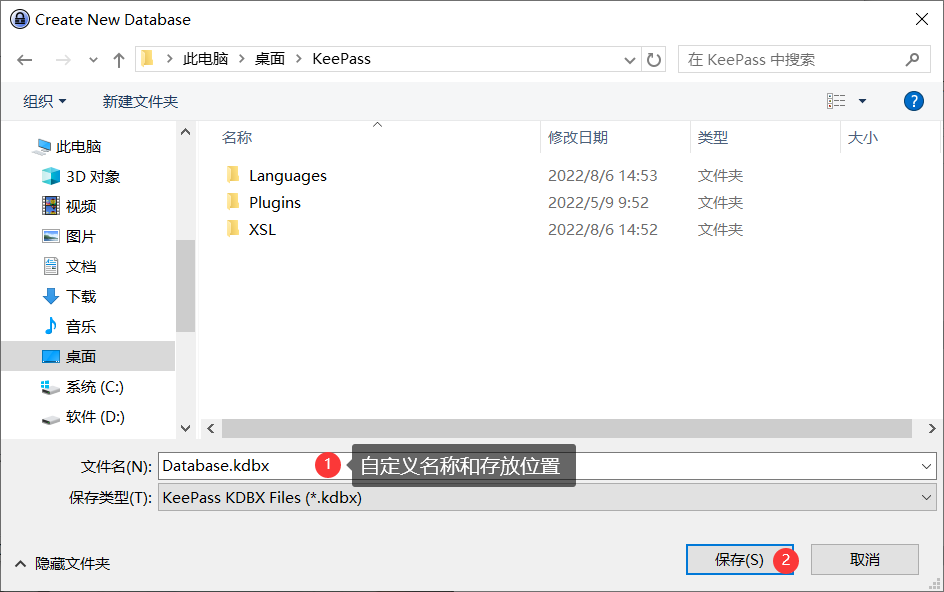 Create New Database
此电脑 > 桌面 > KeePass
在 KeePass 中搜索
组织 新建文件夹 ?
名称 修改日期 类型 大小
此电脑
3D 对象
视频
图片
文档
下载
音乐
桌面
系统 (C:)
软件 (D:)
Languages 2022/8/6 14:53 文件夹
Plugins 2022/5/9 9:52 文件夹
XSL 2022/8/6 14:52 文件夹
文件名(N): Database.kdbx 1 自定义名称和存放位置
保存类型(T): KeePass KDBX Files (*.kdbx)
隐藏文件夹 保存(S) 2 取消